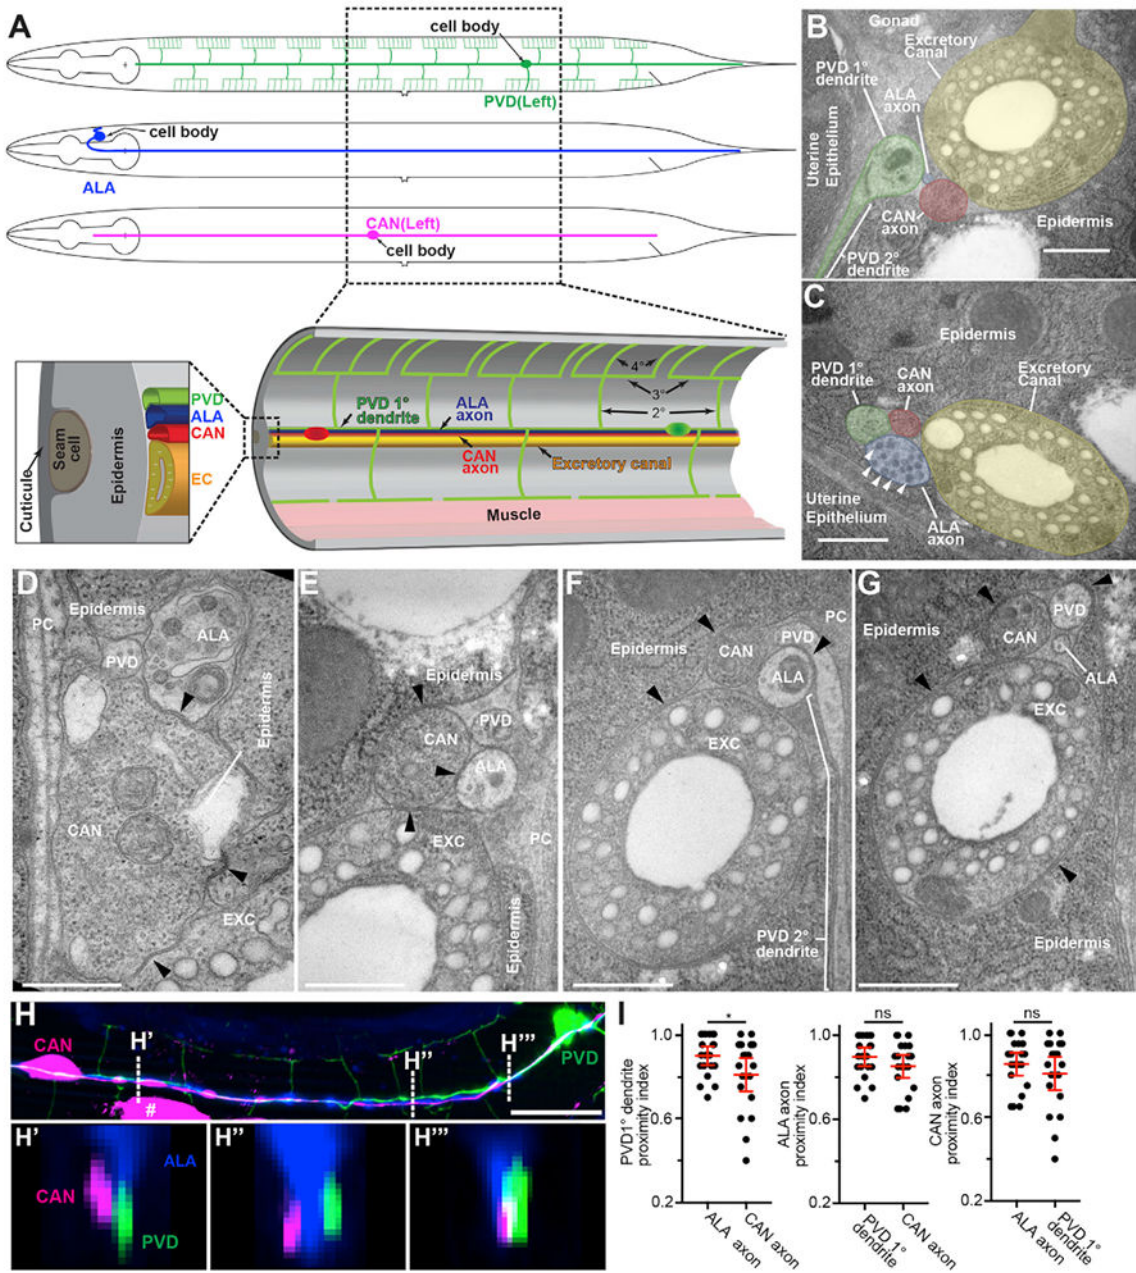 A
cell body
PVD(Left)
cell body
ALA
CAN(Left)
cell body
Cuticule
Seam
cell
Epidermis
PVD
ALA
CAN
EC
4°
3°
2°
PVD 1°
dendrite
ALA
axon
CAN
axon
Excretory canal
Muscle
B
Gonad
Excretory
Canal
PVD 1°
dendrite
ALA
axon
Uterine
Epithelium
CAN
axon
Epidermis
PVD 2°
dendrite
C
Epidermis
PVD 1°
dendrite
CAN
axon
Excretory
Canal
Uterine
Epithelium
ALA
axon
D
PC
Epidermis
ALA
PVD
Epidermis
CAN
EXC
E
Epidermis
PVD
CAN
ALA
EXC
PC
Epidermis
F
PC
Epidermis
PVD
CAN
ALA
EXC
PVD 2°
dendrite
G
PVD
CAN
Epidermis
ALA
EXC
Epidermis
H
CAN
H'
H''
H'''
PVD
#
H'
ALA
CAN
PVD
H''
H'''
I
PVD1° dendrite
proximity index
1.0
0.6
0.2
*
ALA axon
CAN axon
ALA axon
proximity index
1.0
0.6
0.2
ns
PVD 1°
dendrite
CAN axon
CAN axon
proximity index
1.0
0.6
0.2
ns
ALA axon
PVD 1°
dendrite